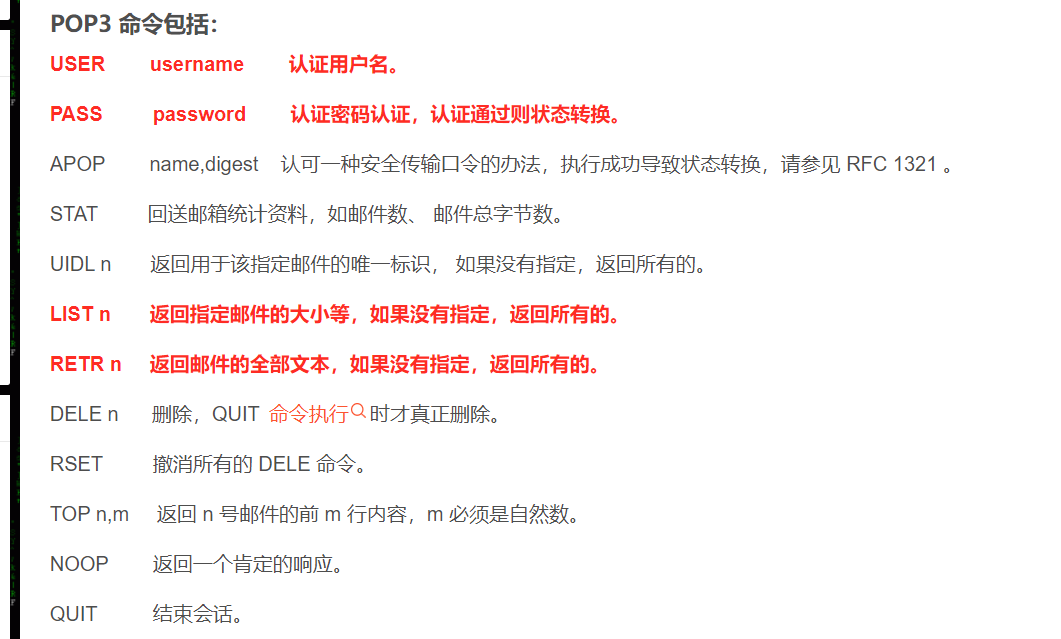 POP3 命令包括：
USER username 认证用户名。
PASS password 认证密码认证，认证通过则状态转换。
APOP name,digest 认可一种安全传输口令的办法，执行成功导致状态转换，请参见 RFC 1321 。
STAT 回送邮箱统计资料，如邮件数、 邮件总字节数。
UIDL n 返回用于该指定邮件的唯一标识， 如果没有指定，返回所有的。
LIST n 返回指定邮件的大小等，如果没有指定，返回所有的。
RETR n 返回邮件的全部文本，如果没有指定，返回所有的。
DELE n 删除，QUIT 命令执行时才真正删除。
RSET 撤消所有的 DELE 命令。
TOP n,m 返回 n 号邮件的前 m 行内容，m 必须是自然数。
NOOP 返回一个肯定的响应。
QUIT 结束会话。